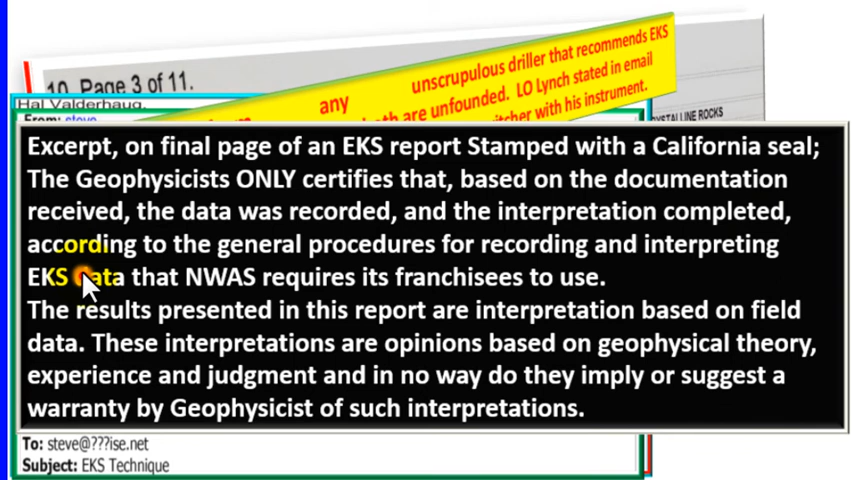 10. Page 3 of 11.
unscrupulous driller that recommends EKS
any
are unfounded. LO Lynch stated in email
with his instrument.
Hal Valderhaug.
From: steve
ROCKS
Excerpt, on final page of an EKS report Stamped with a California seal;
The Geophysicists ONLY certifies that, based on the documentation
received, the data was recorded, and the interpretation completed,
according to the general procedures for recording and interpreting
EKS data that NWAS requires its franchisees to use.
The results presented in this report are interpretation based on field
data. These interpretations are opinions based on geophysical theory,
experience and judgment and in no way do they imply or suggest a
warranty by Geophysicist of such interpretations.
To: steve@???ise.net
Subject: EKS Technique